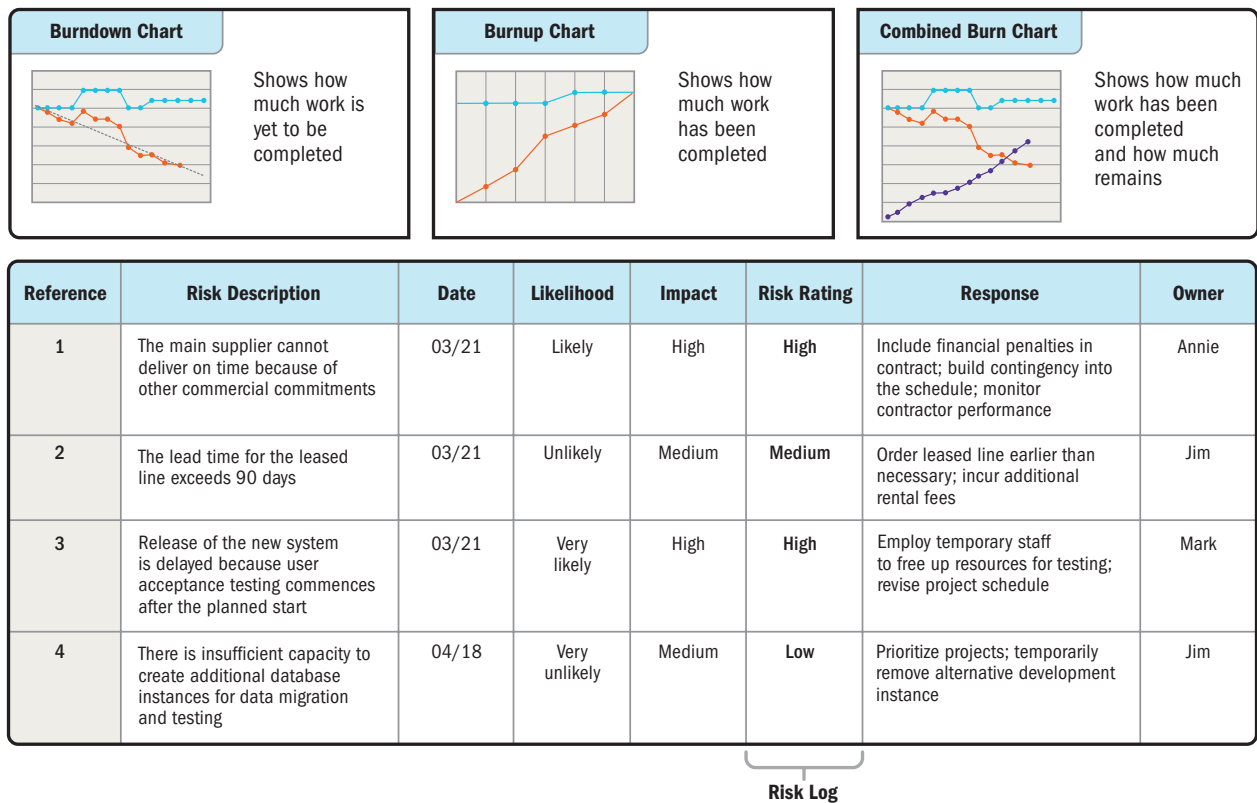 Burndown Chart
Shows how
much work is
yet to be
completed
Burnup Chart
Shows how
much work
has been
completed
Combined Burn Chart
Shows how much
work has been
completed
and how much
remains
Reference
Risk Description
Date
Likelihood
Impact
Risk Rating
Response
Owner
1
The main supplier cannot
deliver on time because of
other commercial commitments
03/21
Likely
High
High
Include financial penalties in
contract; build contingency into
the schedule; monitor
contractor performance
Annie
2
The lead time for the leased
line exceeds 90 days
03/21
Unlikely
Medium
Medium
Order leased line earlier than
necessary; incur additional
rental fees
Jim
3
Release of the new system
is delayed because user
acceptance testing commences
after the planned start
03/21
Very
likely
High
High
Employ temporary staff
to free up resources for testing;
revise project schedule
Mark
4
There is insufficient capacity to
create additional database
instances for data migration
and testing
04/18
Very
unlikely
Medium
Low
Prioritize projects; temporarily
remove alternative development
instance
Jim
Risk Log